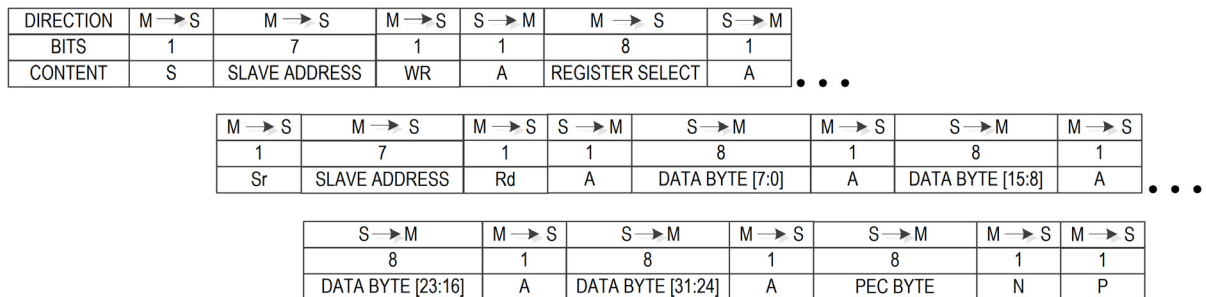 DIRECTION M → S M → S M → S S → M M → S S → M
BITS 1 7 1 1 8 1
CONTENT S SLAVE ADDRESS WR A REGISTER SELECT A
• • •
M → S M → S M → S S → M S → M M → S S → M M → S
1 7 1 1 8 1 8 1
Sr SLAVE ADDRESS Rd A DATA BYTE [7:0] A DATA BYTE [15:8] A
• • •
S → M M → S S → M M → S S → M M → S M → S
8 1 8 1 8 1 1
DATA BYTE [23:16] A DATA BYTE [31:24] A PEC BYTE N P